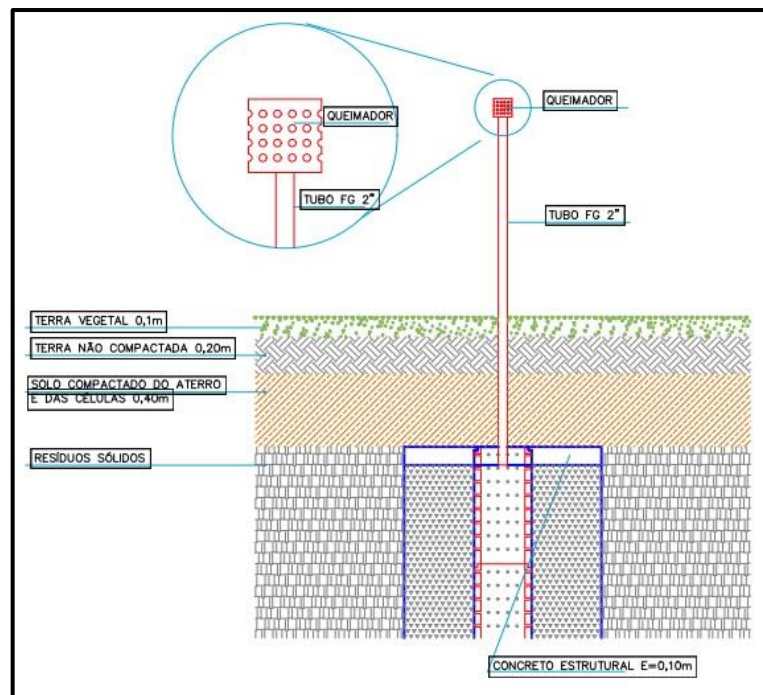 QUEIMADOR
QUEIMADOR
TUBO FG 2"
TUBO FG 2"
TERRA VEGETAL 0,1m
TERRA NÃO COMPACTADA 0,20m
SOLO COMPACTADO DO ATERRO
E DAS CÉLULAS 0,40m
RESÍDUOS SÓLIDOS
CONCRETO ESTRUTURAL E=0,10m